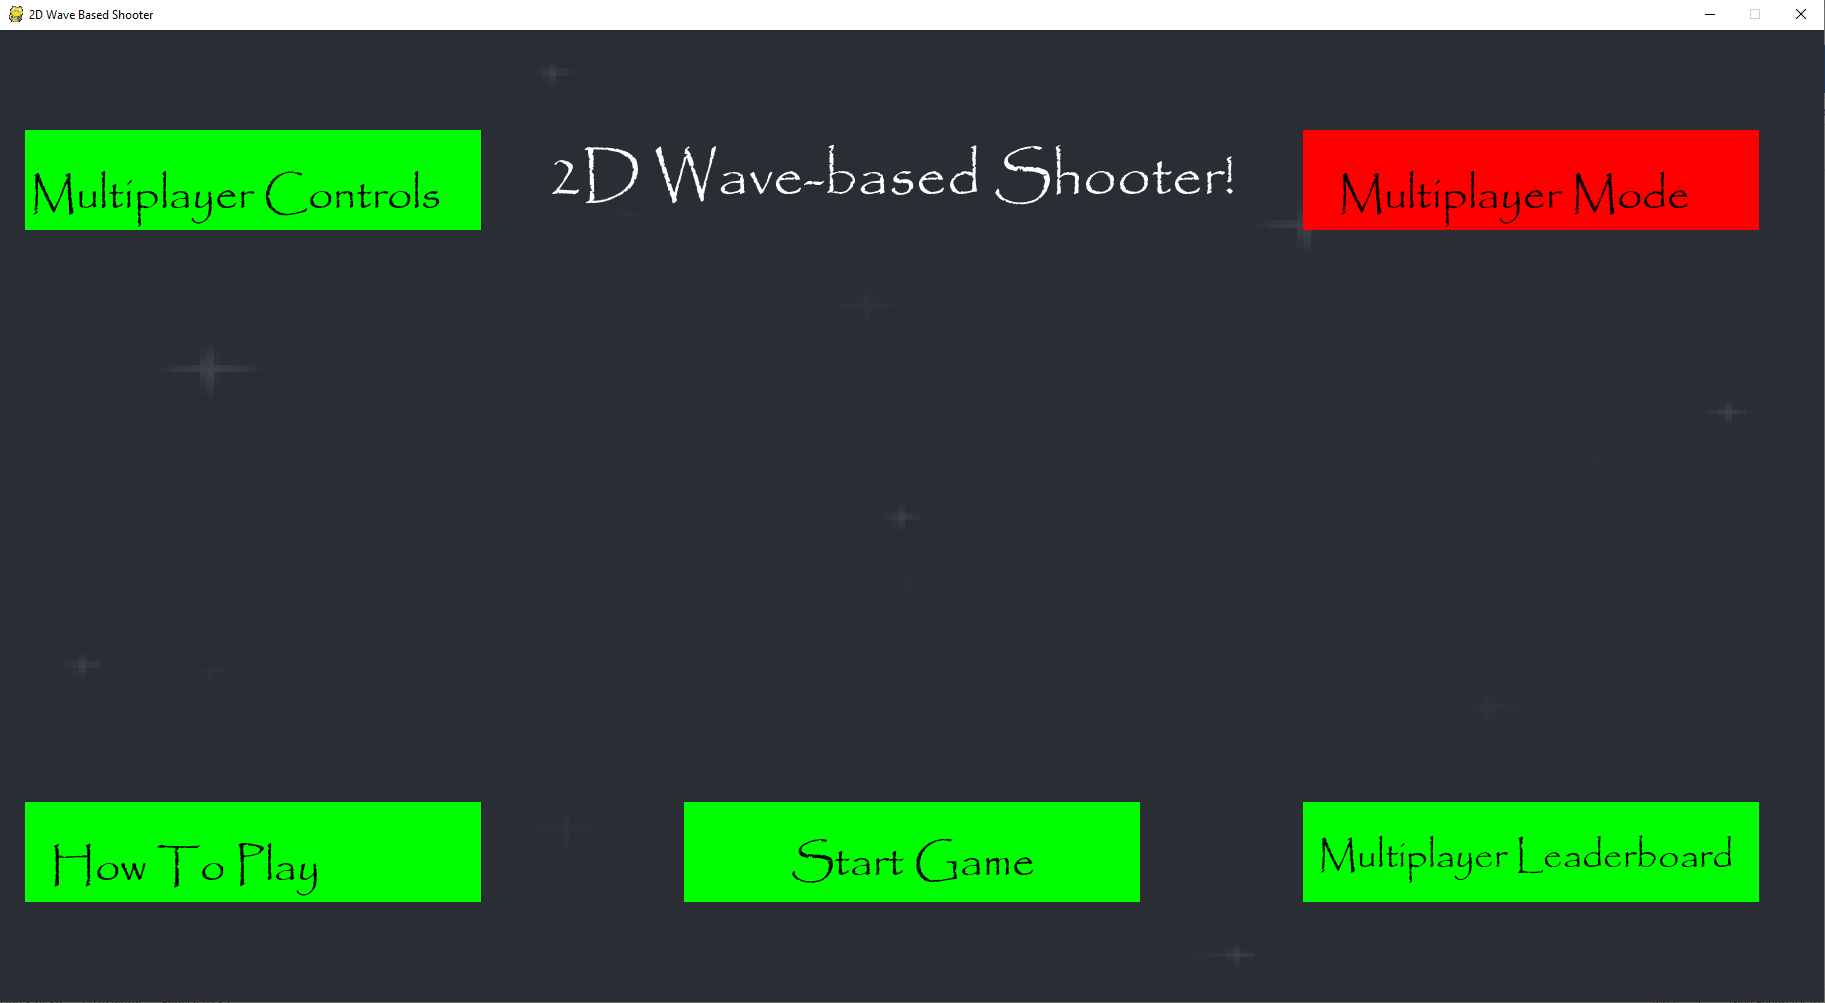 2D Wave Based Shooter
Multiplayer Controls
2D Wave-based Shooter!
Multiplayer Mode
How To Play
Start Game
Multiplayer Leaderboard